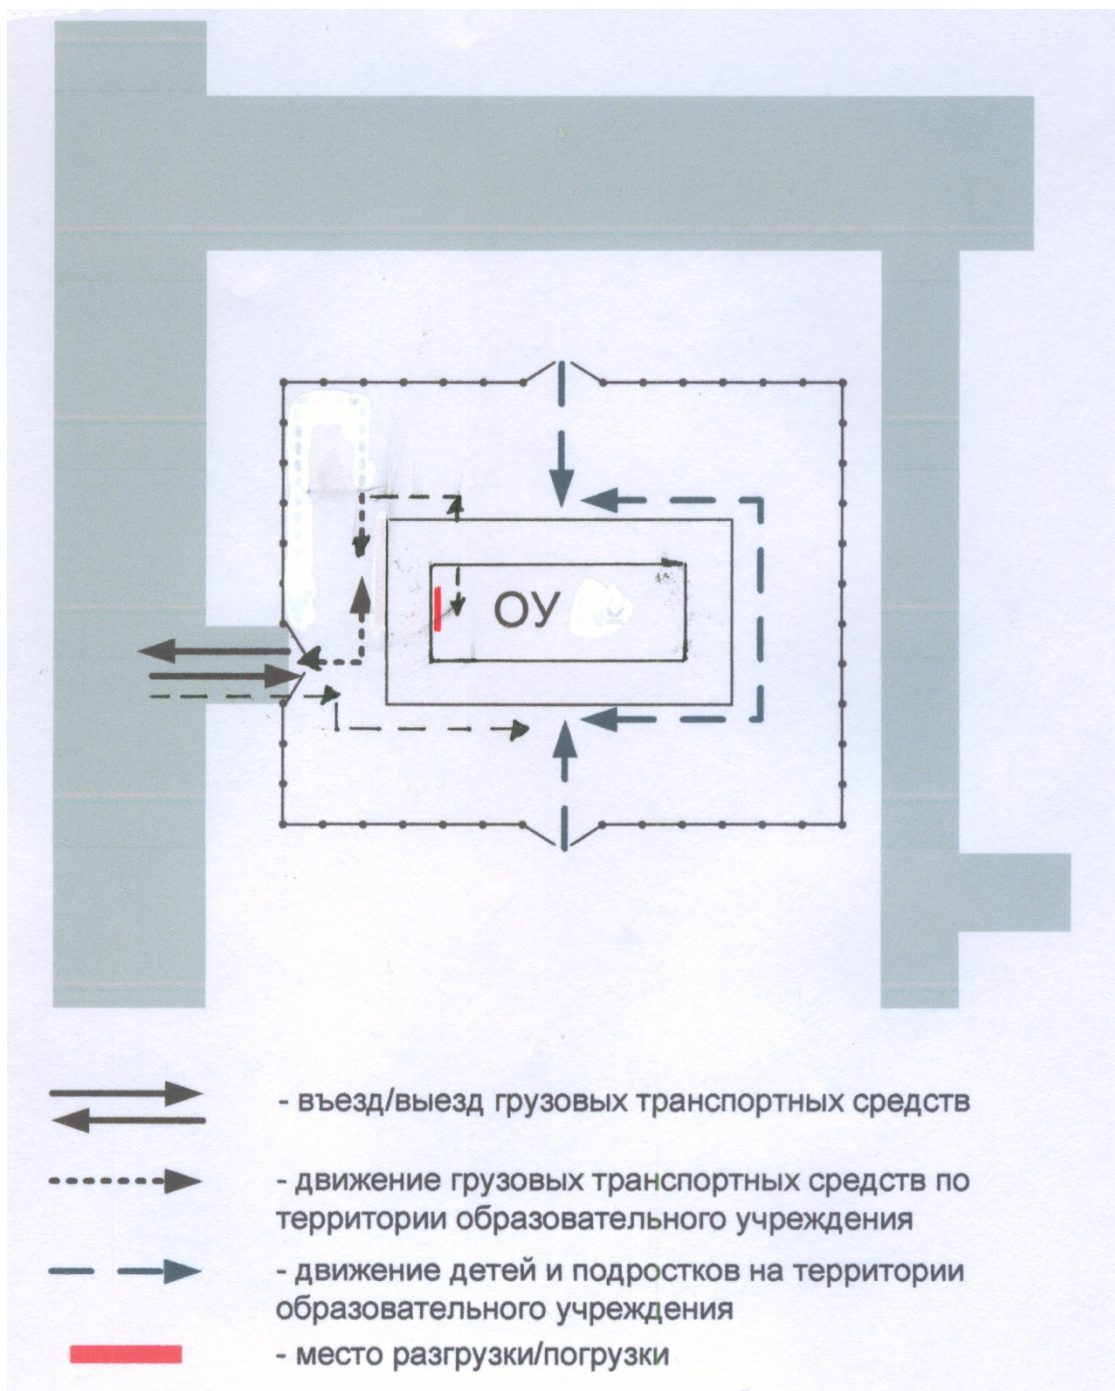 ОУ
- въезд/выезд грузовых транспортных средств
- движение грузовых транспортных средств по
территории образовательного учреждения
- движение детей и подростков на территории
образовательного учреждения
- место разгрузки/погрузки